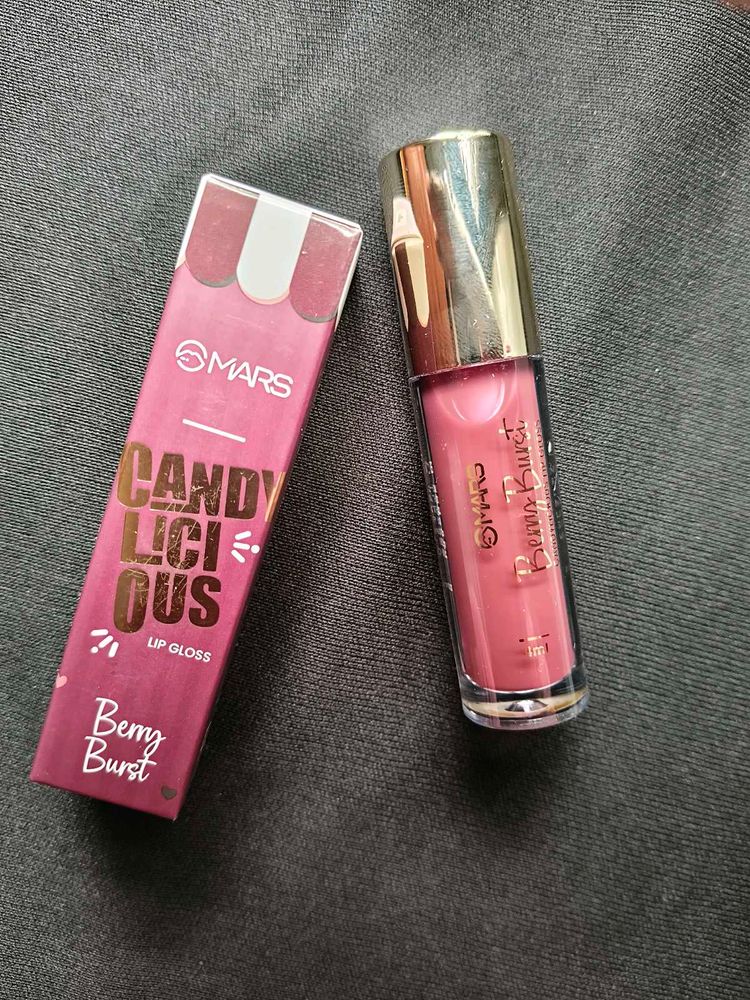 MARS
CANDY
LICI
OUS
LIP GLOSS
Berry
Burst
MARS
Berry Burst
4ml